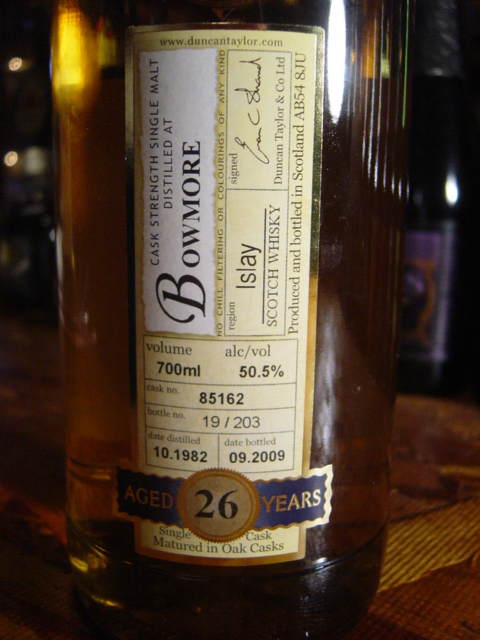 www.duncantaylor.com
CASK STRENGTH SINGLE MALT
DISTILLED AT
BOWMORE
NO CHILL FILTERING OR COLOURINGS OF ANY KIND
region Islay
SCOTCH WHISKY
signed
Duncan Taylor & Co Ltd
Produced and bottled in Scotland AB54 8JU
volume alc/vol
700ml 50.5%
cask no. 85162
bottle no. 19 / 203
date distilled date bottled
10.1982 09.2009
AGED 26 YEARS
Single Cask
Matured in Oak Casks